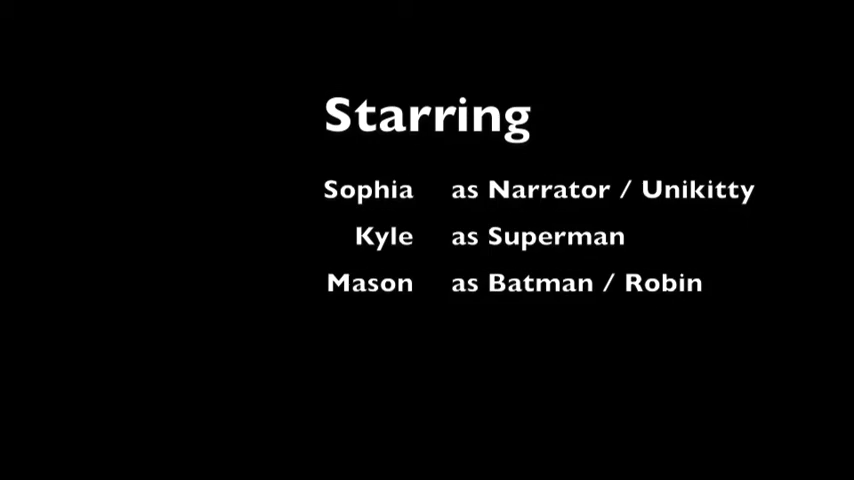 Starring
Sophia as Narrator / Unikitty
Kyle as Superman
Mason as Batman / Robin